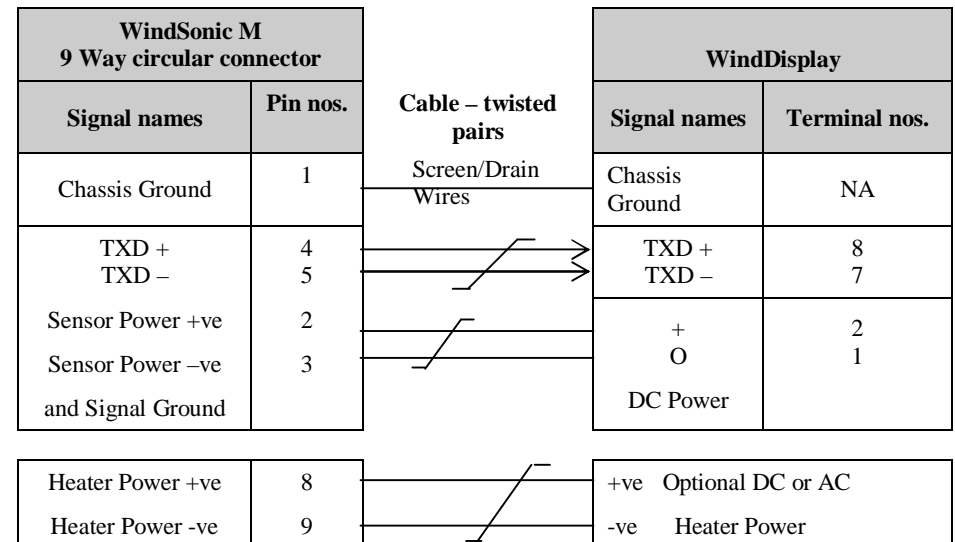 WindSonic M
9 Way circular connector
WindDisplay
Signal names
Pin nos.
Cable – twisted
pairs
Signal names
Terminal nos.
Chassis Ground
1
Screen/Drain
Wires
Chassis
Ground
NA
TXD +
4
TXD +
8
TXD –
5
TXD –
7
Sensor Power +ve
2
+
2
Sensor Power –ve
3
O
1
and Signal Ground
DC Power
Heater Power +ve
8
+ve Optional DC or AC
Heater Power -ve
9
-ve Heater Power